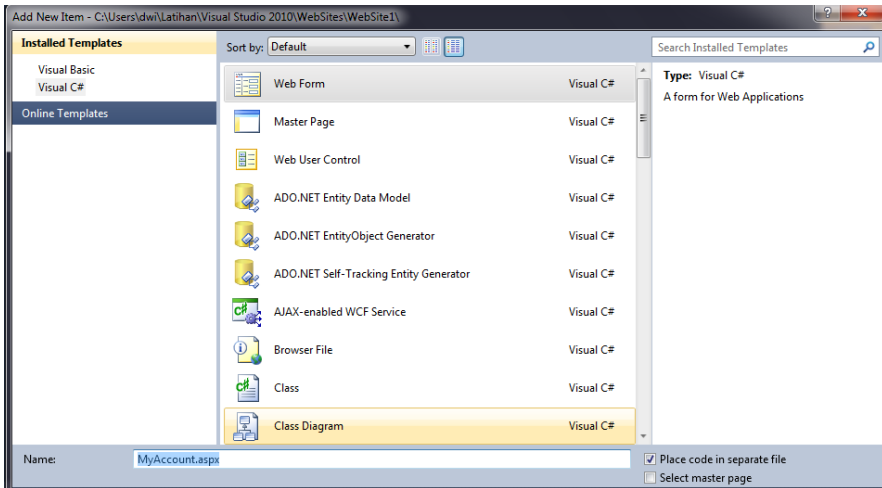 Add New Item - C:\Users\dwi\Latihan\Visual Studio 2010\WebSites\WebSite1\
Installed Templates
Visual Basic
Visual C#
Online Templates
Sort by: Default
Search Installed Templates
Web Form Visual C#
Master Page Visual C#
Web User Control Visual C#
ADO.NET Entity Data Model Visual C#
ADO.NET EntityObject Generator Visual C#
ADO.NET Self-Tracking Entity Generator Visual C#
AJAX-enabled WCF Service Visual C#
Browser File Visual C#
Class Visual C#
Class Diagram Visual C#
Type: Visual C#
A form for Web Applications
Name: MyAccount.aspx
Place code in separate file
Select master page